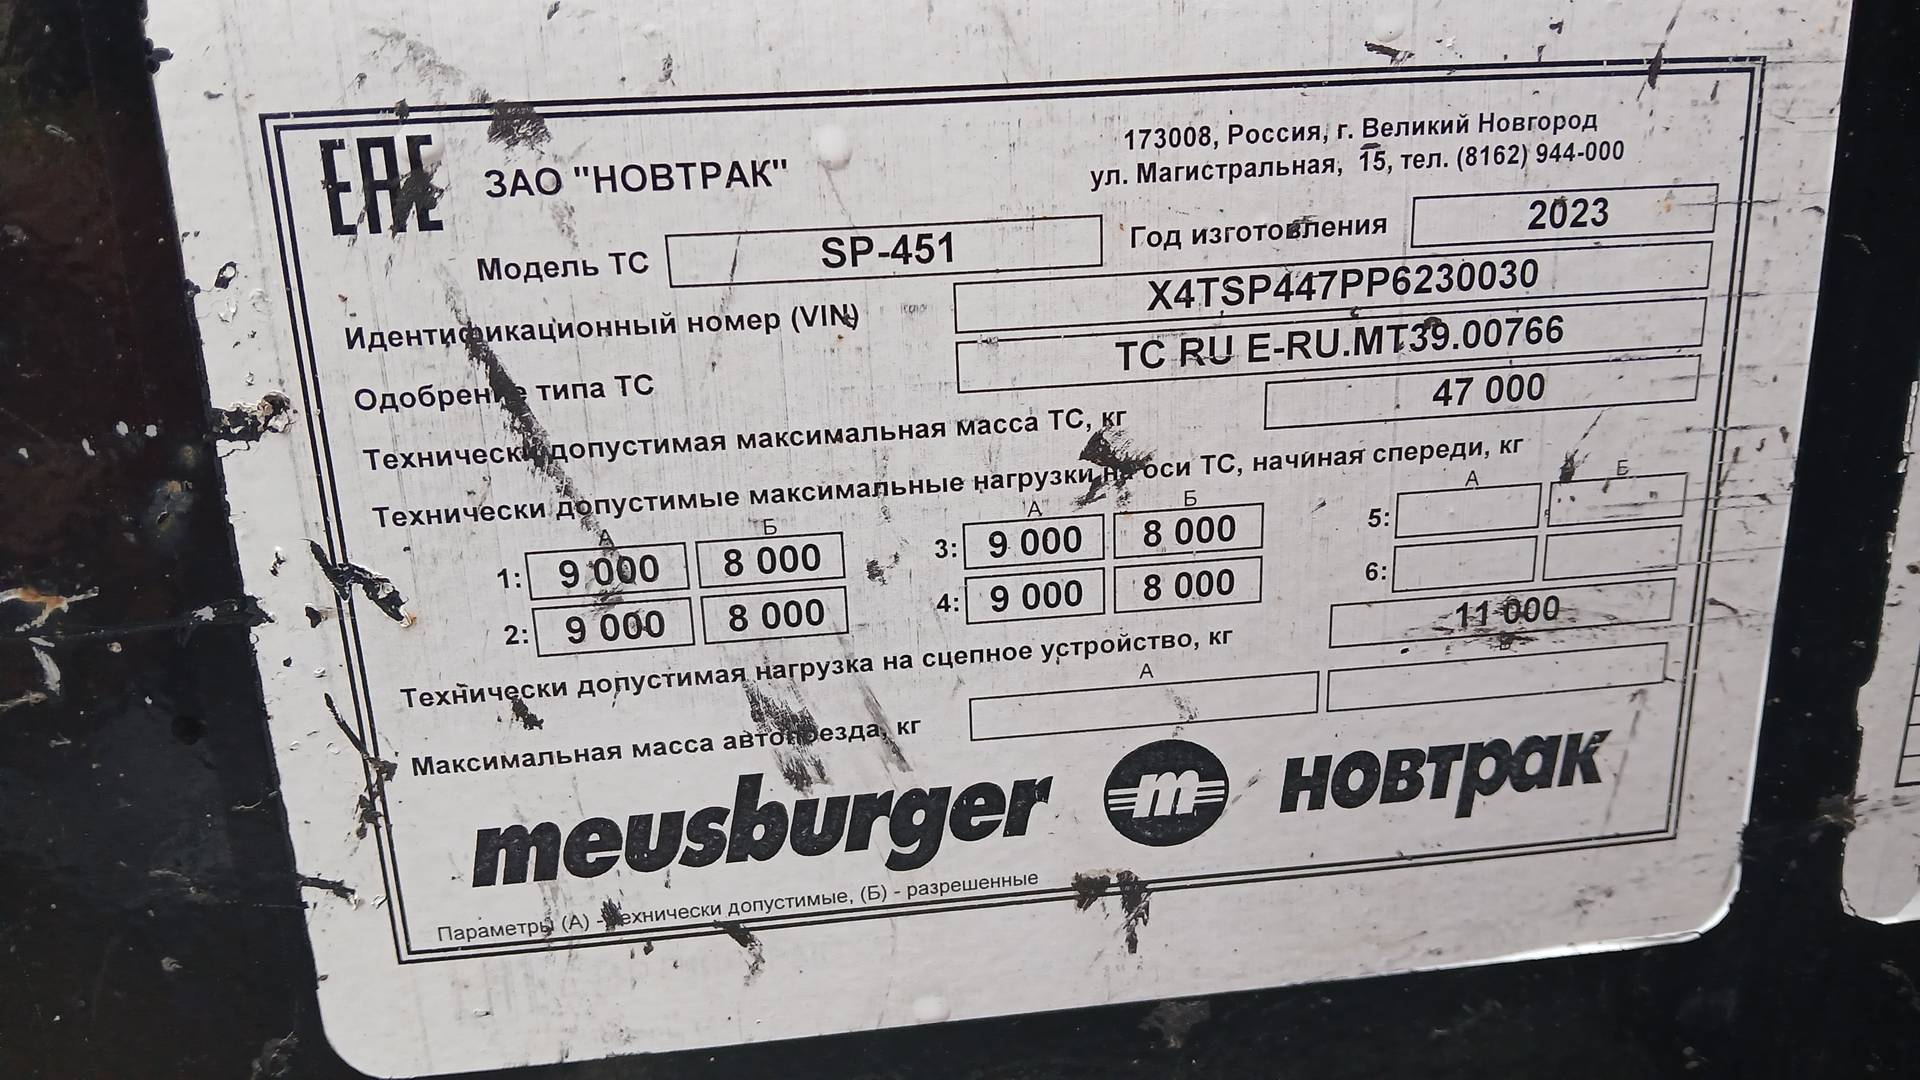 ЕАС ЗАО "НОВТРАК"
173008, Россия, г. Великий Новгород
ул. Магистральная, 15, тел. (8162) 944-000
Модель ТС SP-451 Год изготовления 2023
Идентификационный номер (VIN) X4TSP447PP6230030
Одобрение типа ТС ТС RU E-RU.MT39.00766
Технически допустимая максимальная масса ТС, кг 47 000
Технически допустимые максимальные нагрузки на оси ТС, начиная спереди, кг
А Б А Б А Б
1: 9 000 8 000 3: 9 000 8 000 5:
2: 9 000 8 000 4: 9 000 8 000 6:
Технически допустимая нагрузка на сцепное устройство, кг 11 000
А Б
Максимальная масса автопоезда, кг
meusburger m новтрак
Параметры (А) - технически допустимые, (Б) - разрешенные